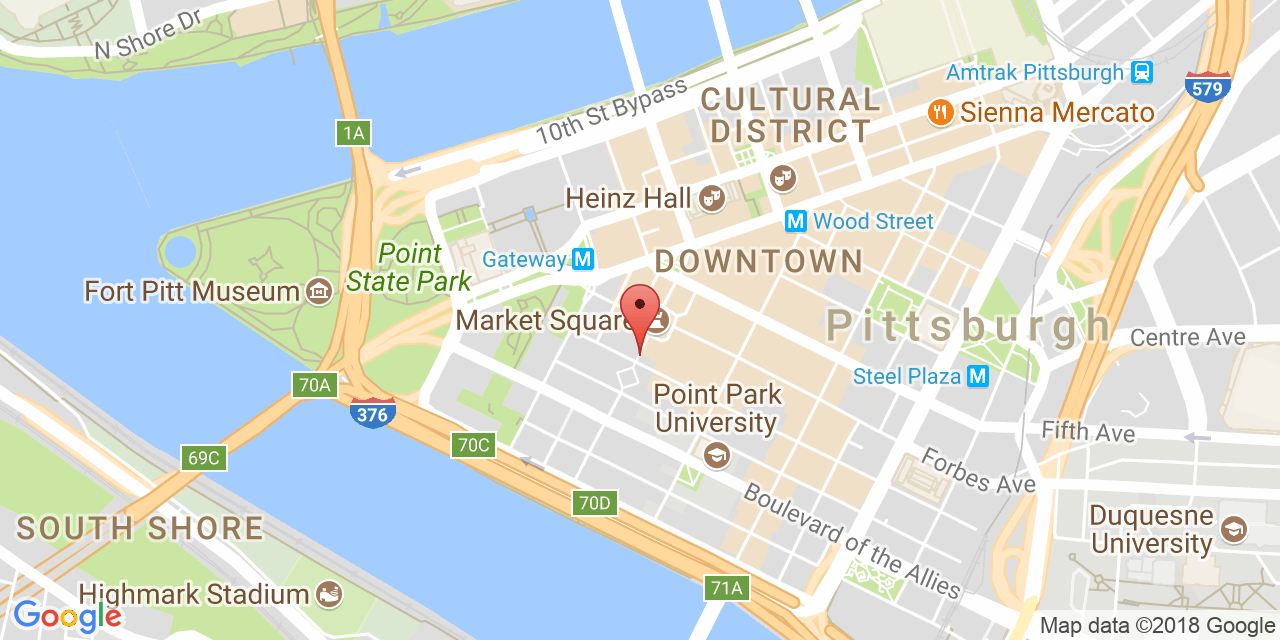 N Shore Dr
1A
10th St Bypass
CULTURAL
DISTRICT
Amtrak Pittsburgh
579
Sienna Mercato
Heinz Hall
M
Wood Street
Point
State Park
Gateway
M
DOWNTOWN
Fort Pitt Museum
Market Square
Pittsburgh
Centre Ave
70A
376
Steel Plaza
M
Point Park
University
70C
69C
Fifth Ave
Forbes Ave
70D
Boulevard of the Allies
SOUTH SHORE
Duquesne
University
71A
Highmark Stadium
Google
Map data ©2018 Google